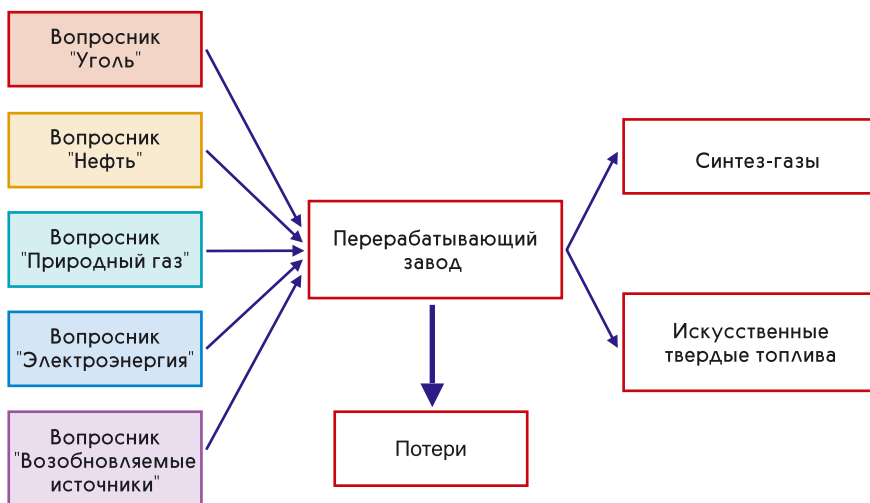 Вопросник
"Уголь"
Вопросник
"Нефть"
Вопросник
"Природный газ"
Вопросник
"Электроэнергия"
Вопросник
"Возобновляемые
источники"
Перерабатывающий
завод
Потери
Синтез-газы
Искусственные
твердые топлива